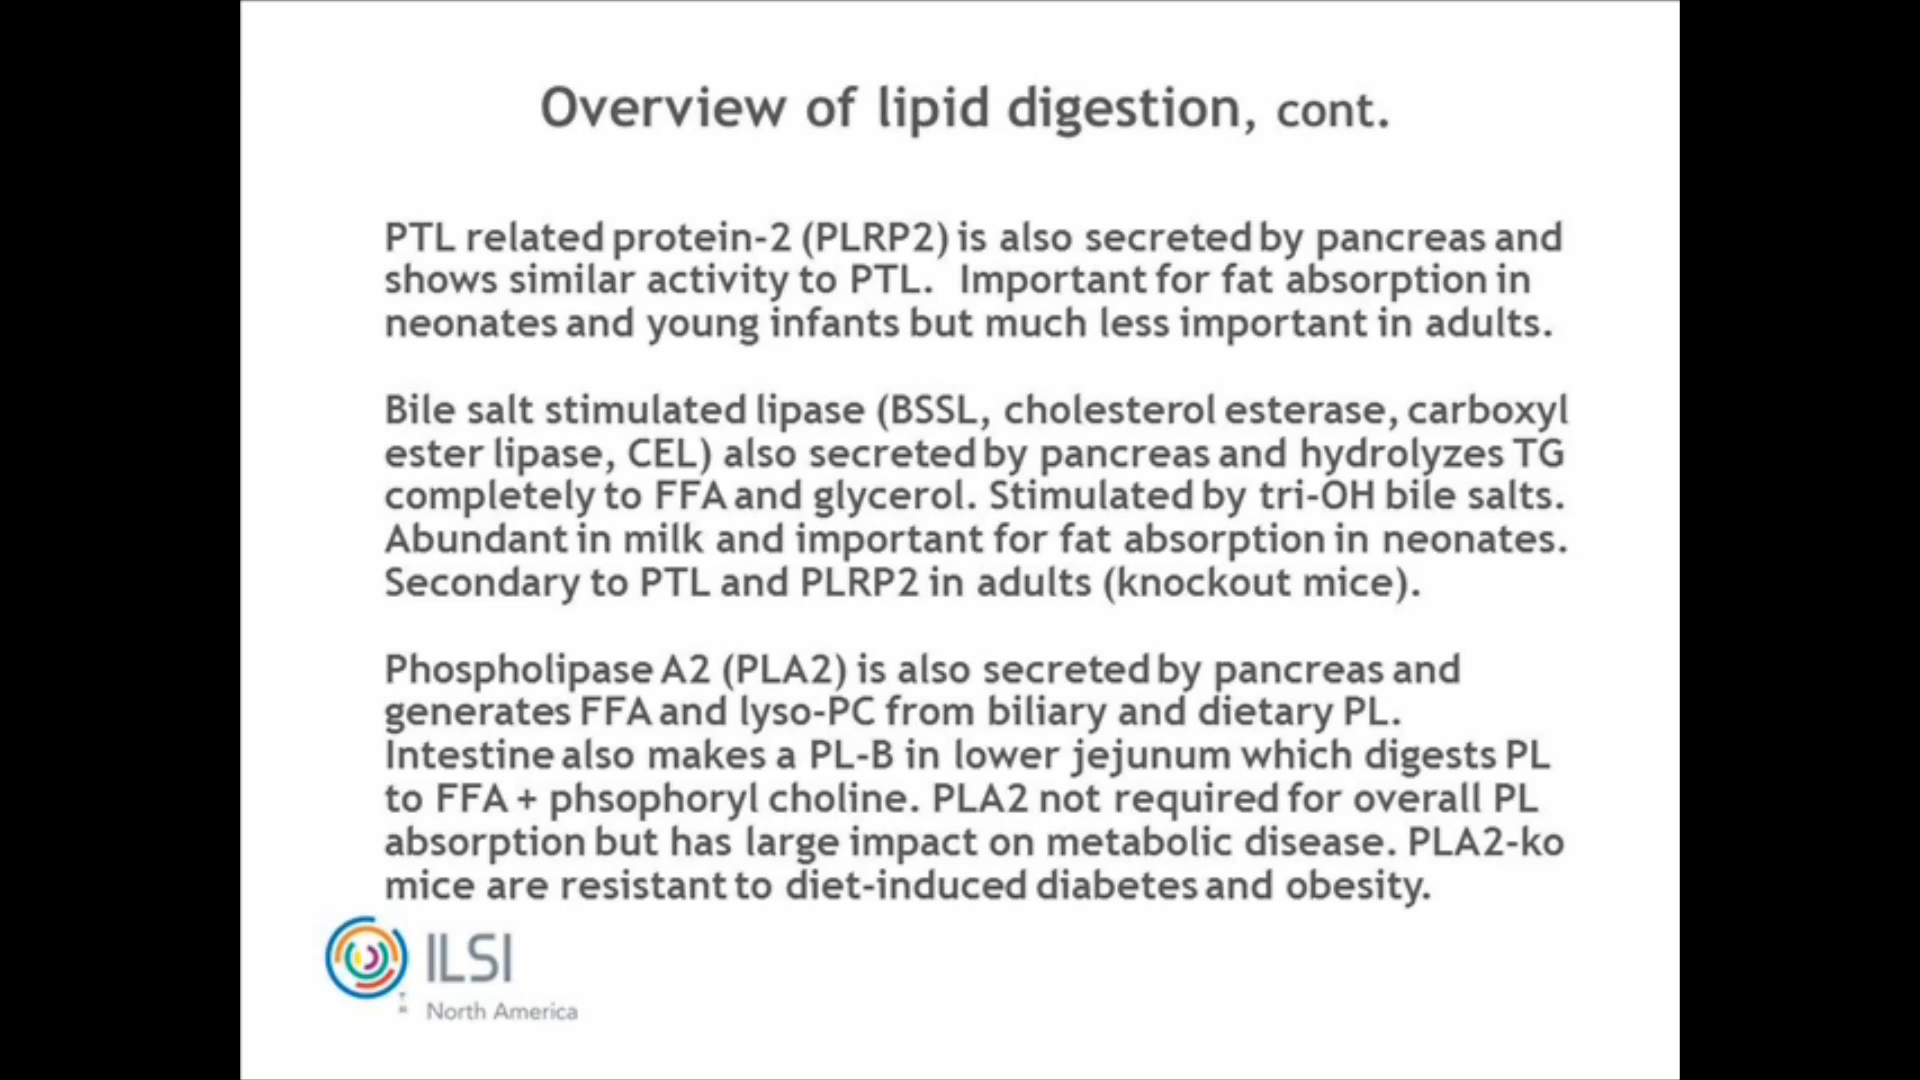 Overview of lipid digestion, cont.
PTL related protein-2 (PLRP2) is also secreted by pancreas and
shows similar activity to PTL. Important for fat absorption in
neonates and young infants but much less important in adults.
Bile salt stimulated lipase (BSSL, cholesterol esterase, carboxyl
ester lipase, CEL) also secreted by pancreas and hydrolyzes TG
completely to FFA and glycerol. Stimulated by tri-OH bile salts.
Abundant in milk and important for fat absorption in neonates.
Secondary to PTL and PLRP2 in adults (knockout mice).
Phospholipase A2 (PLA2) is also secreted by pancreas and
generates FFA and lyso-PC from biliary and dietary PL.
Intestine also makes a PL-B in lower jejunum which digests PL
to FFA + phsophoryl choline. PLA2 not required for overall PL
absorption but has large impact on metabolic disease. PLA2-ko
mice are resistant to diet-induced diabetes and obesity.
ILSI
North America